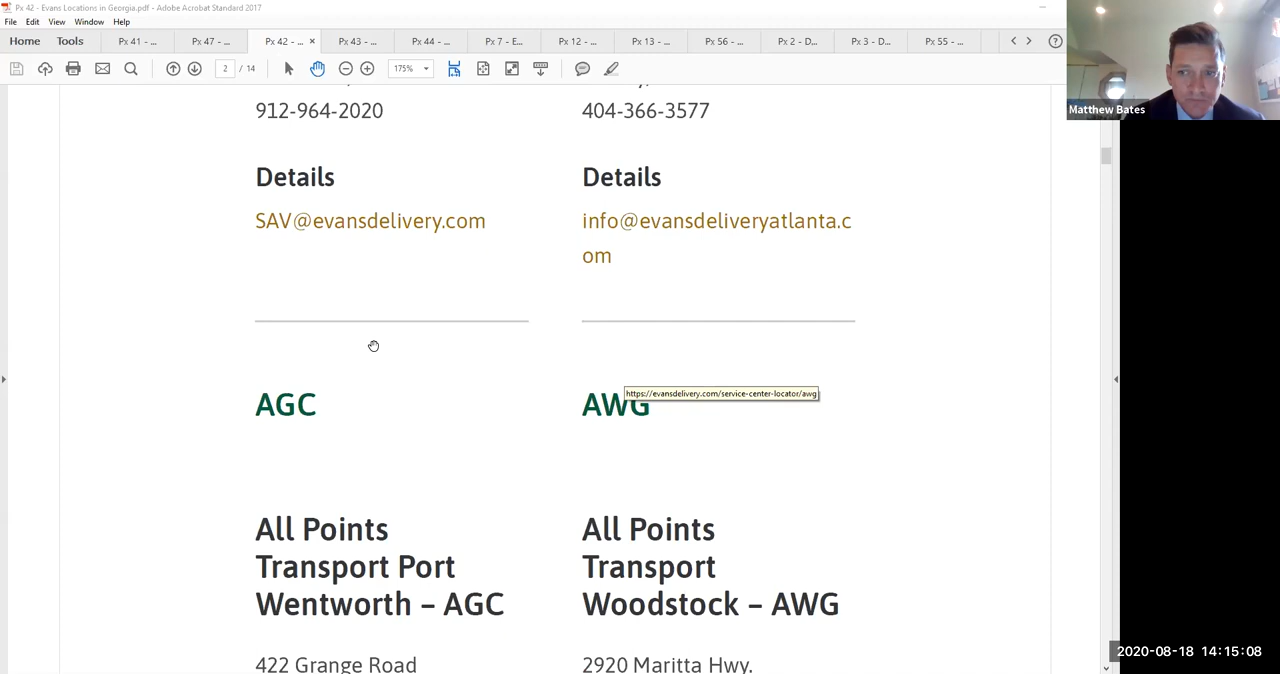 Px 42 - Evans Locations in Georgia.pdf - Adobe Acrobat Standard 2017
File Edit View Window Help
Home Tools Px 41 - ... Px 47 - ... Px 42 - ... × Px 43 - ... Px 44 - ... Px 7 - E... Px 12 - ... Px 13 - ... Px 56 - ... Px 2 - D... Px 3 - D... Px 55 - ...
2 / 14 175%
Matthew Bates
912-964-2020 404-366-3577
Details Details
SAV@evansdelivery.com info@evansdeliveryatlanta.c
om
https://evansdelivery.com/service-center-locator/awg
AGC AWG
All Points All Points
Transport Port Transport
Wentworth – AGC Woodstock – AWG
422 Grange Road 2920 Maritta Hwy.
2020-08-18 14:15:08